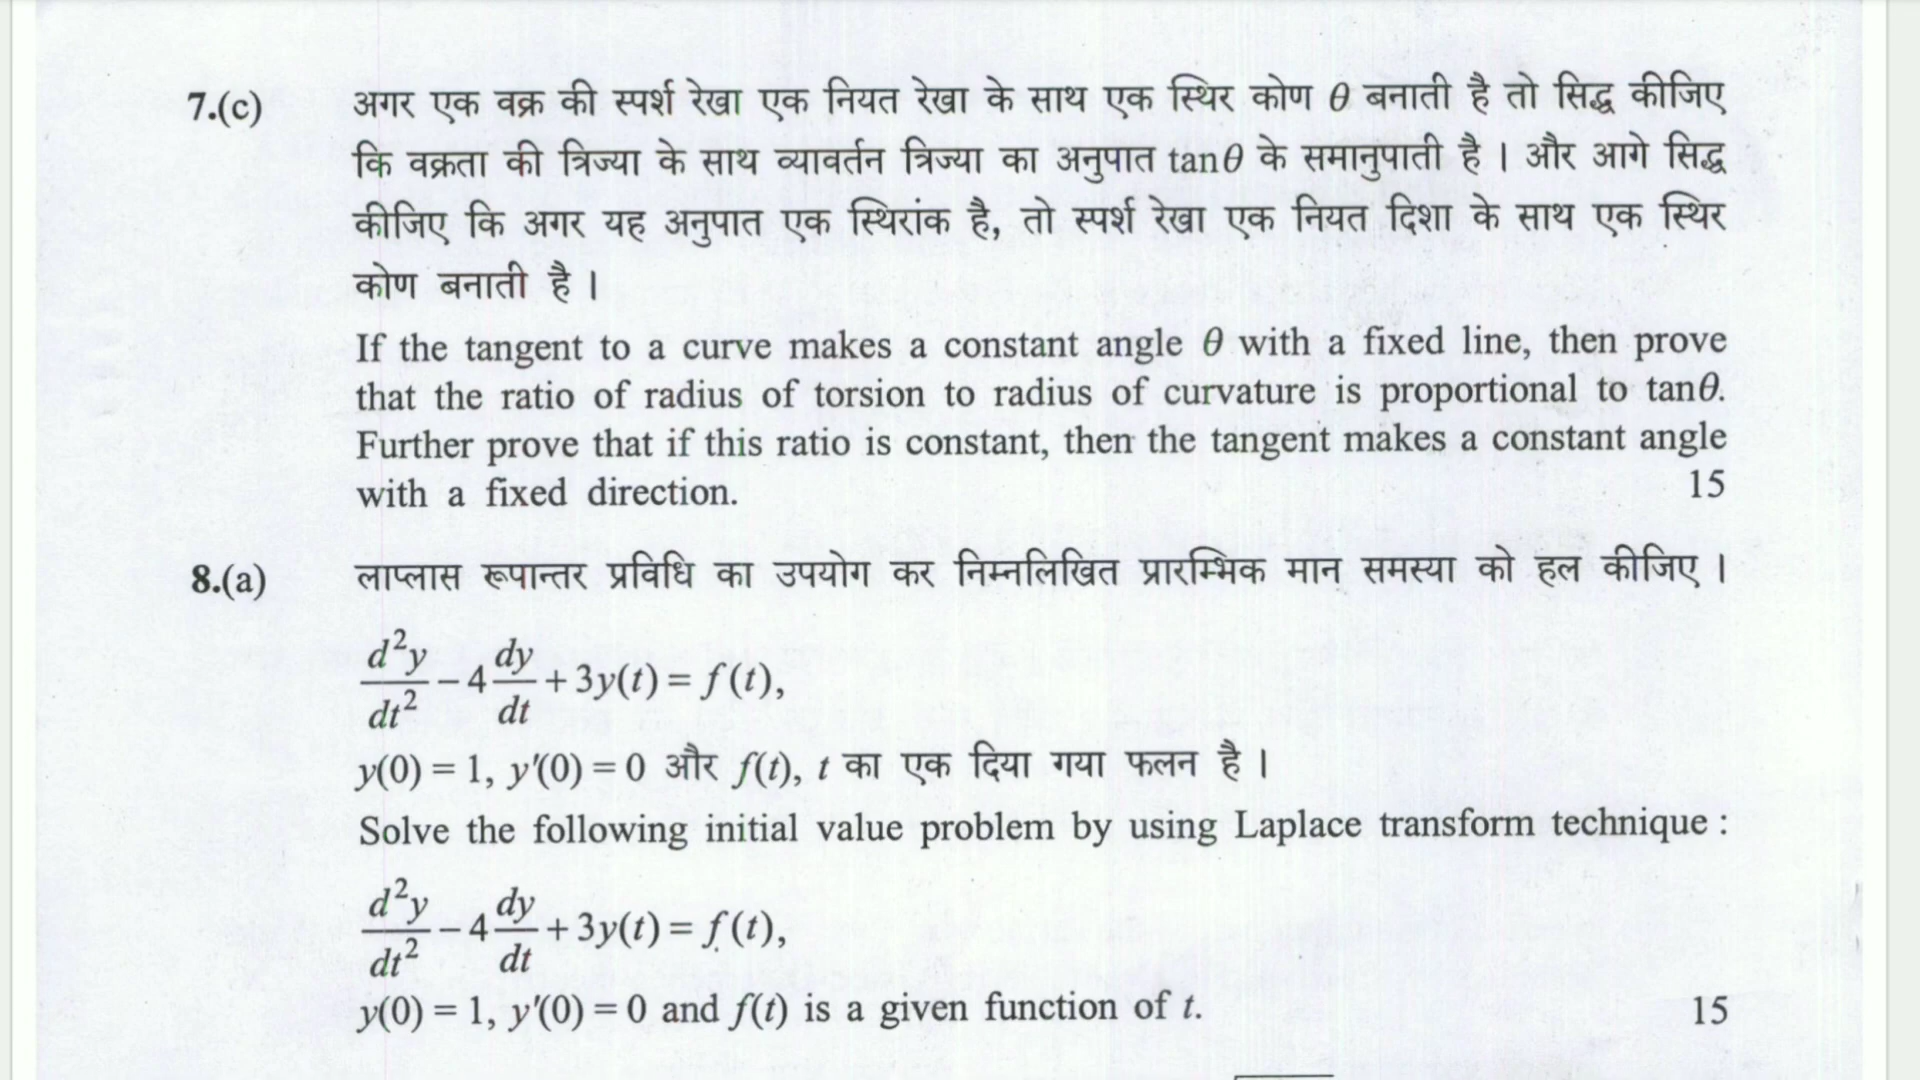 7.(c) अगर एक वक्र की स्पर्श रेखा एक नियत रेखा के साथ एक स्थिर कोण θ बनाती है तो सिद्ध कीजिए
कि वक्रता की त्रिज्या के साथ व्यावर्तन त्रिज्या का अनुपात tanθ के समानुपाती है । और आगे सिद्ध
कीजिए कि अगर यह अनुपात एक स्थिरांक है, तो स्पर्श रेखा एक नियत दिशा के साथ एक स्थिर
कोण बनाती है ।
If the tangent to a curve makes a constant angle θ with a fixed line, then prove
that the ratio of radius of torsion to radius of curvature is proportional to tanθ.
Further prove that if this ratio is constant, then the tangent makes a constant angle
with a fixed direction. 15
8.(a) लाप्लास रूपान्तर प्रविधि का उपयोग कर निम्नलिखित प्रारम्भिक मान समस्या को हल कीजिए ।
d²y/dt² − 4 dy/dt + 3y(t) = f(t),
y(0) = 1, y′(0) = 0 और f(t), t का एक दिया गया फलन है ।
Solve the following initial value problem by using Laplace transform technique :
d²y/dt² − 4 dy/dt + 3y(t) = f(t),
y(0) = 1, y′(0) = 0 and f(t) is a given function of t. 15